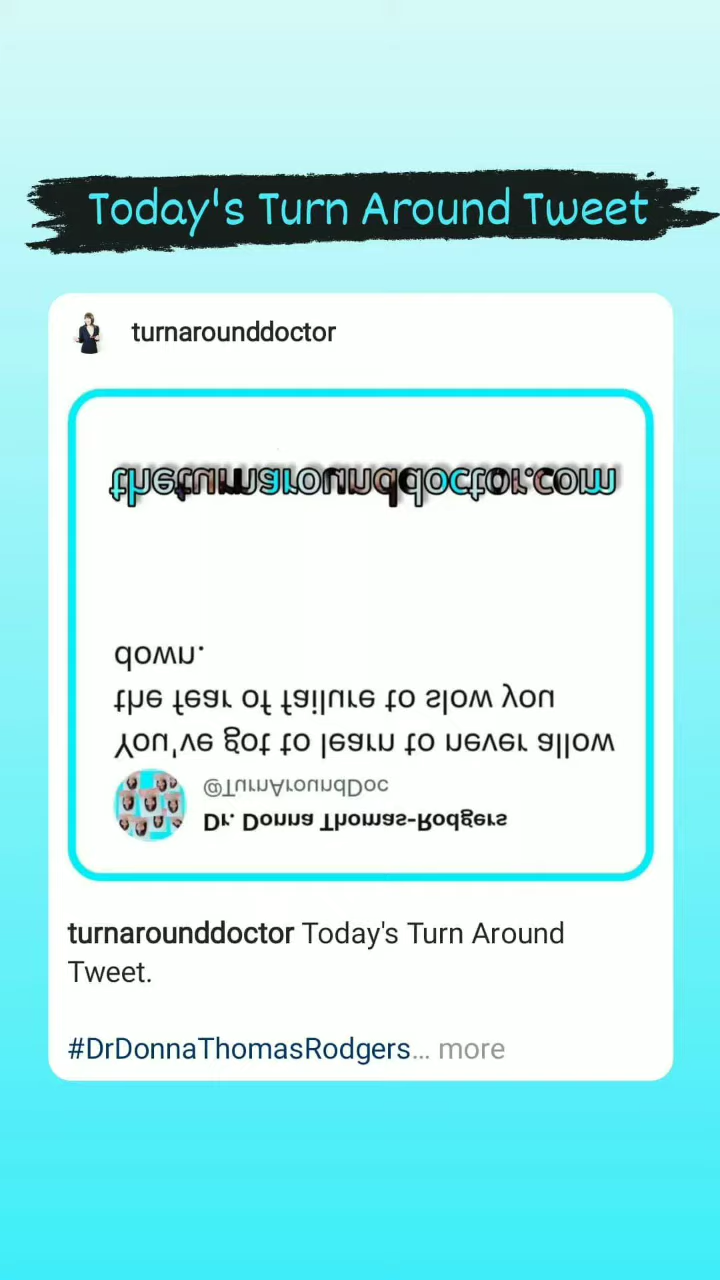 Today's Turn Around Tweet
turnarounddoctor
Dr. Donna Thomas-Rodgers
@TurnAroundDoc
You've got to learn to never allow
the fear of failure to slow you
down.
theturnarounddoctor.com
turnarounddoctor Today's Turn Around
Tweet.
#DrDonnaThomasRodgers... more